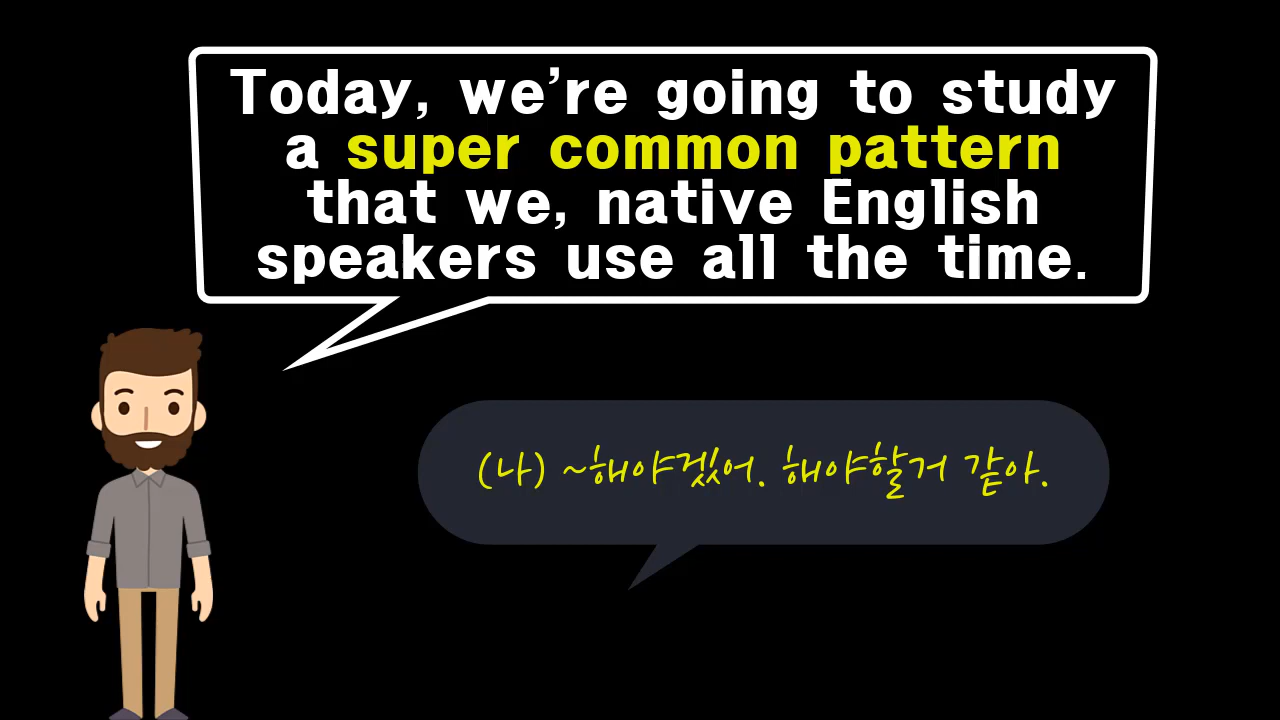 Today, we're going to study
a super common pattern
that we, native English
speakers use all the time.
(나) ~해야겠어. 해야할거 같아.